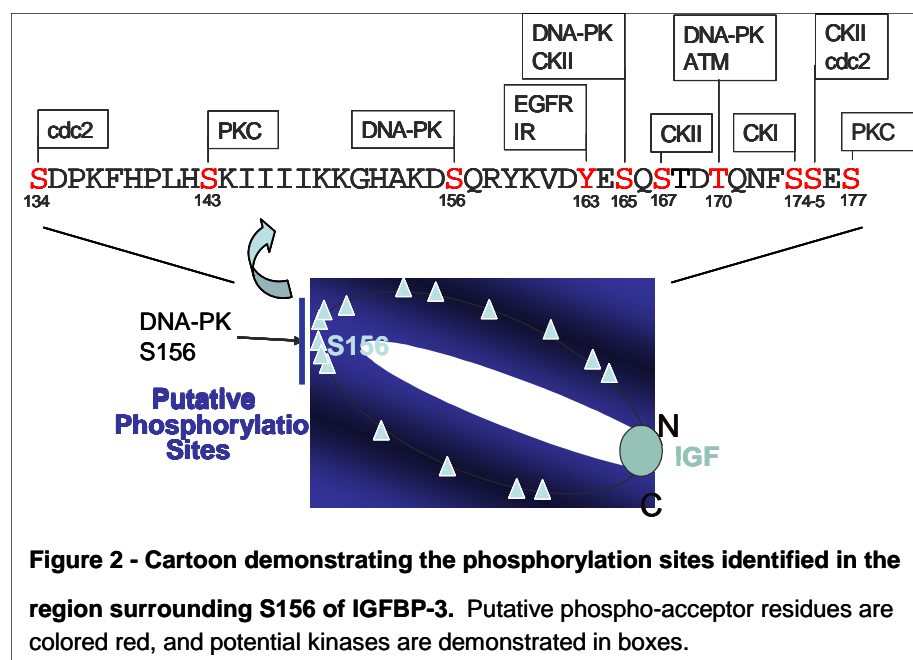 DNA-PK
CKII
DNA-PK
ATM
CKII
cdc2
EGFR
IR
cdc2
PKC
DNA-PK
CKII
CKI
PKC
SDPKFHPLHSKIIIIKKGHAKDSQRYKVDYESQSTDTQNFSSES
134 143 156 163 165 167 170 174-5 177
DNA-PK
S156
S156
Putative
Phosphorylatio
Sites
N
IGF
C
Figure 2 - Cartoon demonstrating the phosphorylation sites identified in the
region surrounding S156 of IGFBP-3. Putative phospho-acceptor residues are
colored red, and potential kinases are demonstrated in boxes.